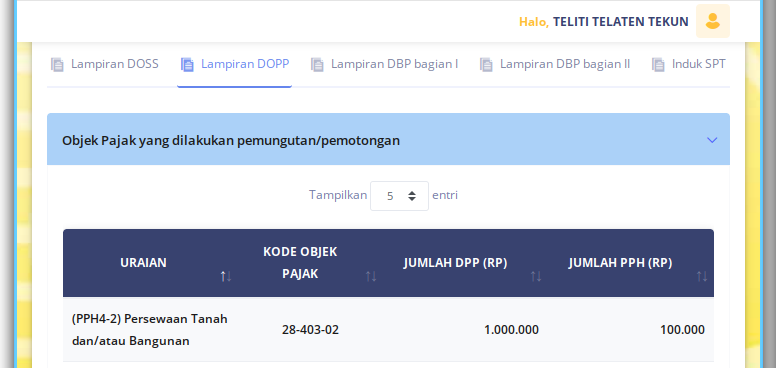 Halo, TELITI TELATEN TEKUN
Lampiran DOSS Lampiran DOPP Lampiran DBP bagian I Lampiran DBP bagian II Induk SPT
Objek Pajak yang dilakukan pemungutan/pemotongan
Tampilkan 5 entri
URAIAN KODE OBJEK PAJAK JUMLAH DPP (RP) JUMLAH PPH (RP)
(PPH4-2) Persewaan Tanah dan/atau Bangunan 28-403-02 1.000.000 100.000